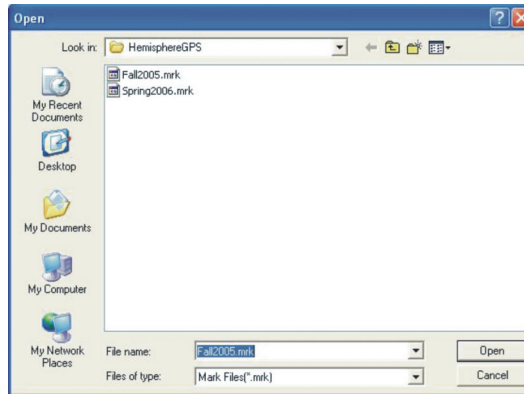 Open
Look in: HemisphereGPS
Fall2005.mrk
Spring2006.mrk
My Recent
Documents
Desktop
My Documents
My Computer
My Network
Places
File name: Fall2005.mrk Open
Files of type: Mark Files(*.mrk) Cancel